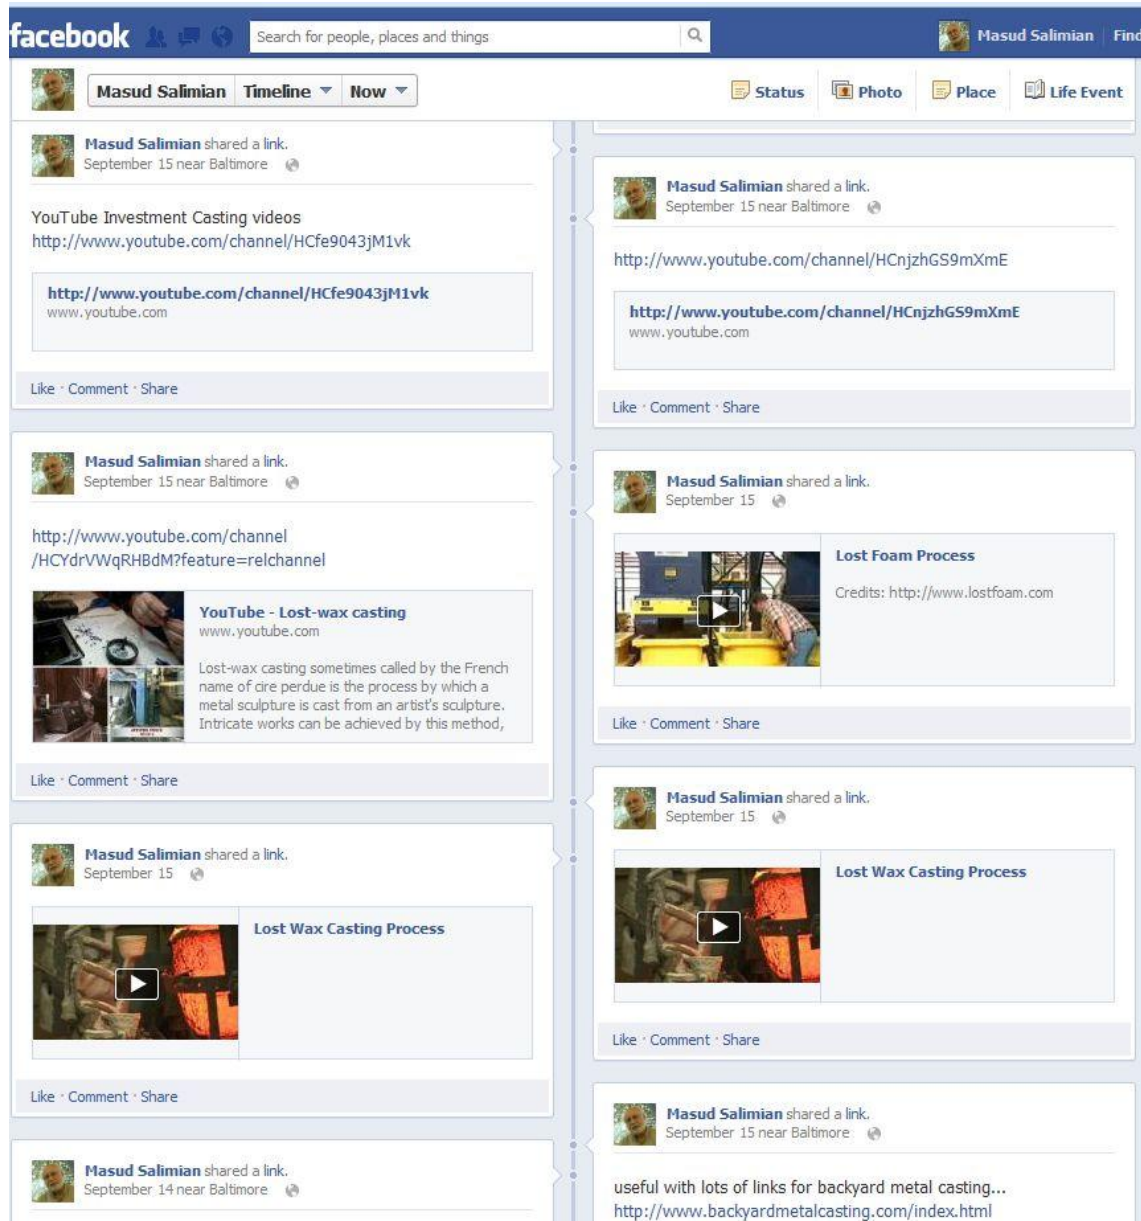 facebook
Search for people, places and things
Masud Salimian
Find
Masud Salimian
Timeline
Now
Status
Photo
Place
Life Event
Masud Salimian shared a link.
September 15 near Baltimore
YouTube Investment Casting videos
http://www.youtube.com/channel/HCfe9043jM1vk
http://www.youtube.com/channel/HCfe9043jM1vk
www.youtube.com
Like · Comment · Share
Masud Salimian shared a link.
September 15 near Baltimore
http://www.youtube.com/channel
/HCYdrVWqRHBdM?feature=relchannel
YouTube - Lost-wax casting
www.youtube.com
Lost-wax casting sometimes called by the French
name of cire perdue is the process by which a
metal sculpture is cast from an artist's sculpture.
Intricate works can be achieved by this method,
Like · Comment · Share
Masud Salimian shared a link.
September 15
Lost Wax Casting Process
Like · Comment · Share
Masud Salimian shared a link.
September 14 near Baltimore
Masud Salimian shared a link.
September 15 near Baltimore
http://www.youtube.com/channel/HCnjzhGS9mXmE
http://www.youtube.com/channel/HCnjzhGS9mXmE
www.youtube.com
Like · Comment · Share
Masud Salimian shared a link.
September 15
Lost Foam Process
Credits: http://www.lostfoam.com
Like · Comment · Share
Masud Salimian shared a link.
September 15
Lost Wax Casting Process
Like · Comment · Share
Masud Salimian shared a link.
September 15 near Baltimore
useful with lots of links for backyard metal casting...
http://www.backyardmetalcasting.com/index.html